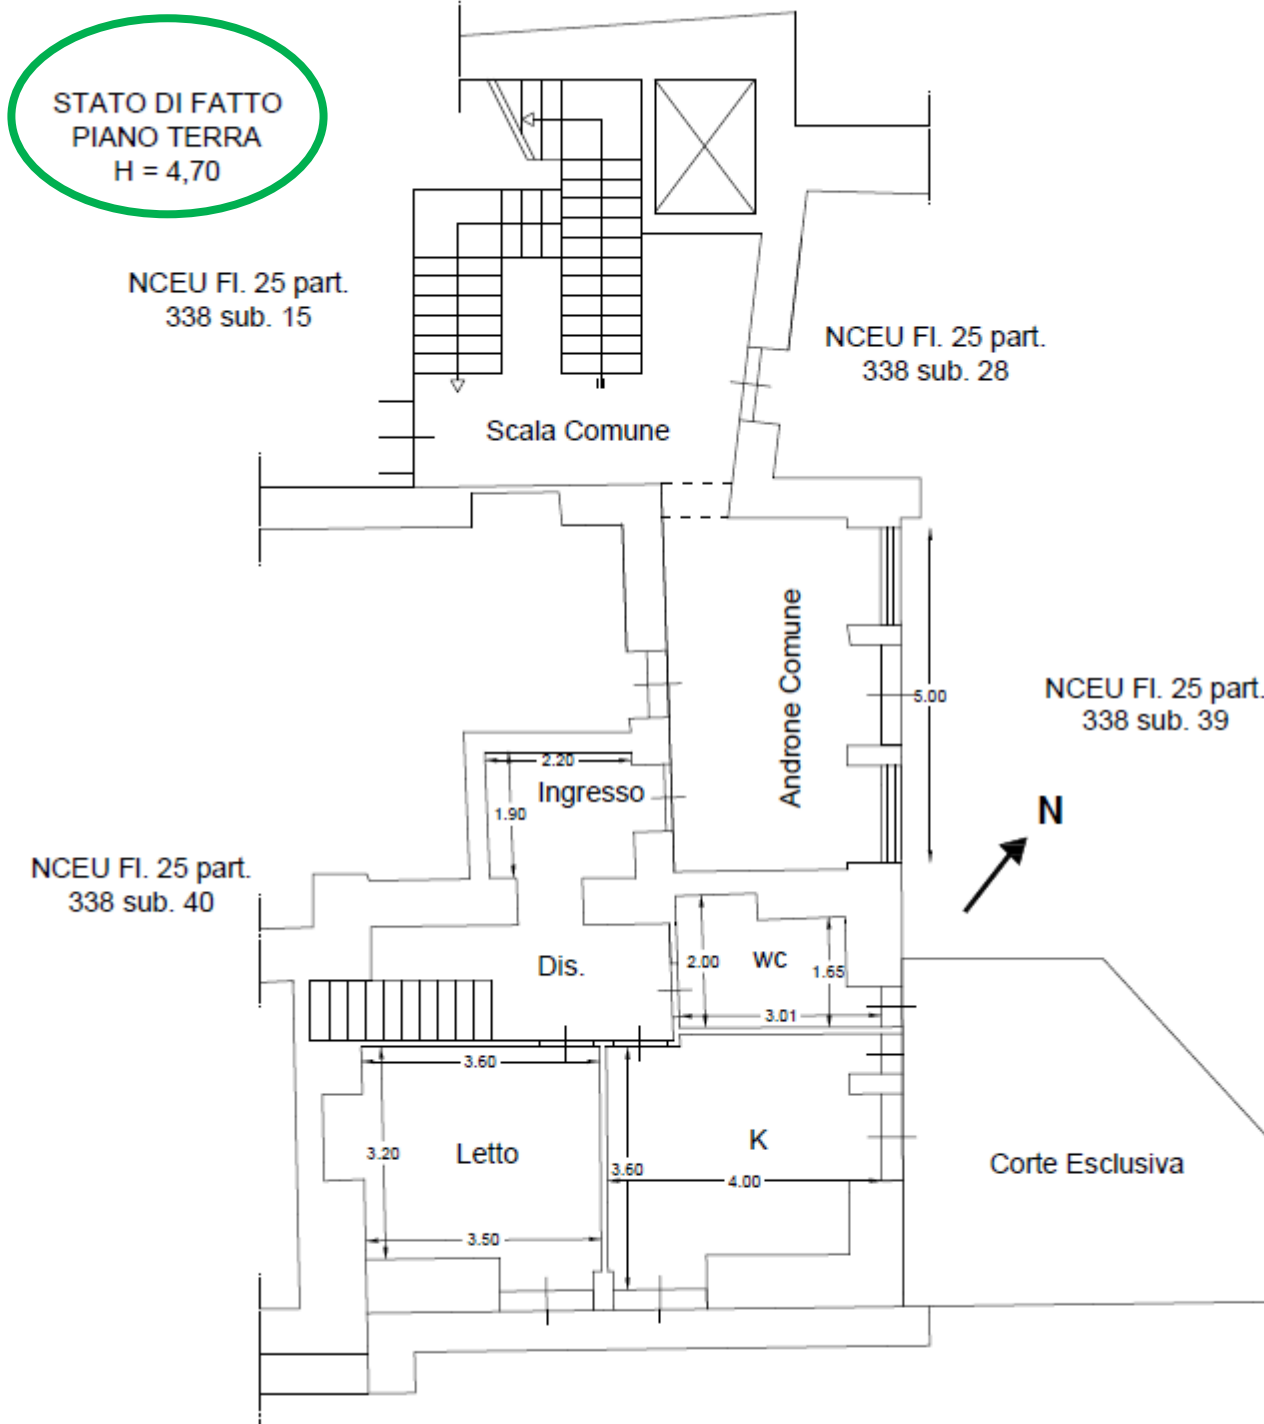 STATO DI FATTO
PIANO TERRA
H = 4,70
NCEU Fl. 25 part.
338 sub. 15
NCEU Fl. 25 part.
338 sub. 28
Scala Comune
Androne Comune
5.00
NCEU Fl. 25 part.
338 sub. 39
2.20
Ingresso
1.90
N
NCEU Fl. 25 part.
338 sub. 40
Dis.
2.00
WC
1.65
3.01
3.60
3.20
Letto
3.60
K
4.00
Corte Esclusiva
3.50